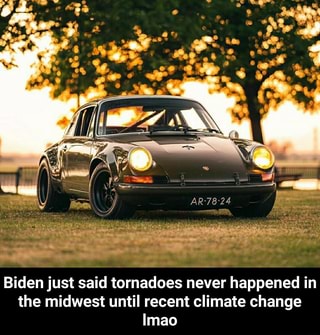 AR-78-24
Biden just said tornadoes never happened in
the midwest until recent climate change
lmao